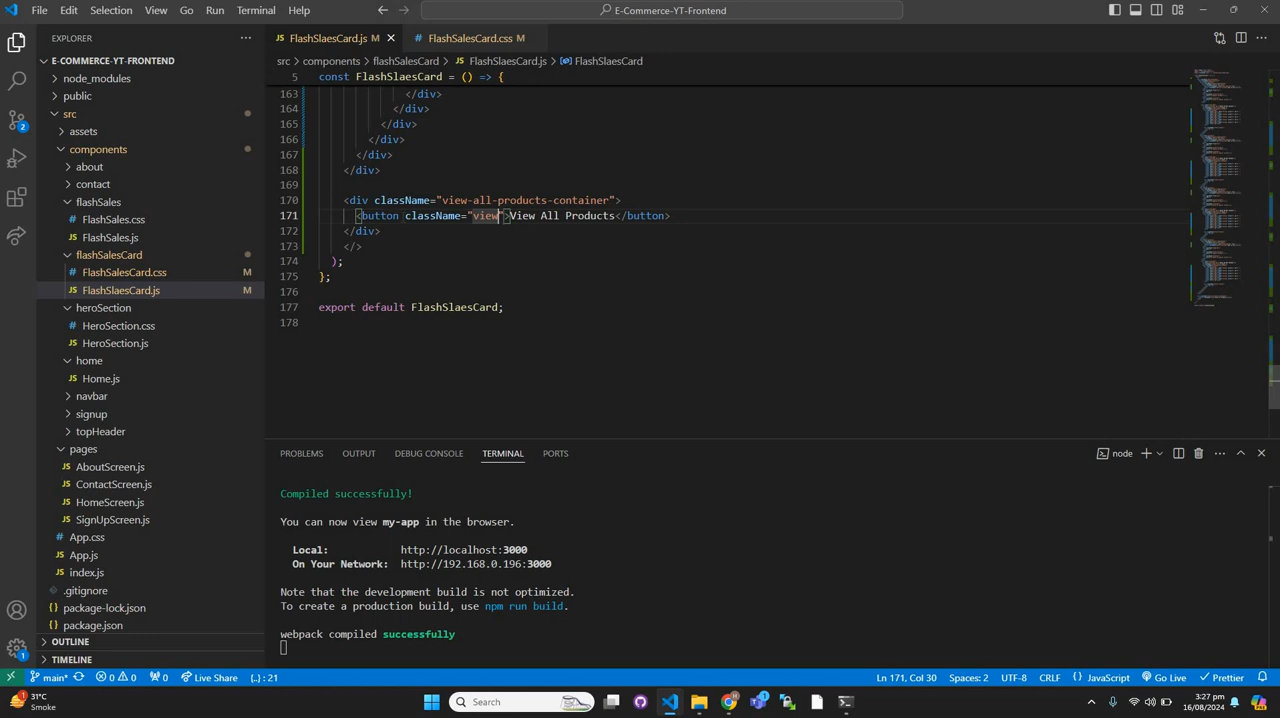 File Edit Selection View Go Run Terminal Help
E-Commerce-YT-Frontend
EXPLORER
E-COMMERCE-YT-FRONTEND
node_modules
public
src
assets
components
about
contact
flashSales
FlashSales.css
FlashSales.js
flashSalesCard
FlashSalesCard.css M
FlashSlaesCard.js M
heroSection
HeroSection.css
HeroSection.js
home
Home.js
navbar
signup
topHeader
pages
AboutScreen.js
ContactScreen.js
HomeScreen.js
SignUpScreen.js
App.css
App.js
index.js
.gitignore
package-lock.json
package.json
OUTLINE
TIMELINE
FlashSlaesCard.js M
FlashSalesCard.css M
src > components > flashSalesCard > FlashSlaesCard.js > FlashSlaesCard
5 const FlashSlaesCard = () => {
163 </div>
164 </div>
165 </div>
166 </div>
167 </div>
168 </div>
169
170 <div className="view-all-products-container">
171 <button className="view">View All Products</button>
172 </div>
173 </>
174 );
175 };
176
177 export default FlashSlaesCard;
178
PROBLEMS OUTPUT DEBUG CONSOLE TERMINAL PORTS
node
Compiled successfully!
You can now view my-app in the browser.
Local: http://localhost:3000
On Your Network: http://192.168.0.196:3000
Note that the development build is not optimized.
To create a production build, use npm run build.
webpack compiled successfully
2
1
main* 0 0 0 Live Share {..} : 21
Ln 171, Col 30 Spaces: 2 UTF-8 CRLF JavaScript Go Live Prettier
31°C
Smoke
Search
5:27 pm
16/08/2024